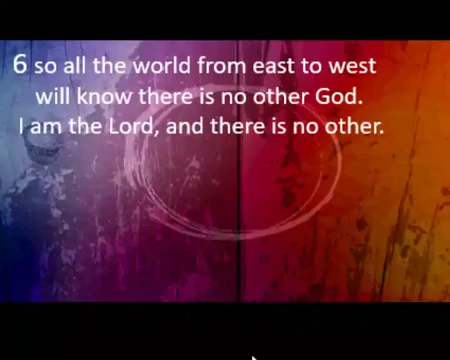 6 so all the world from east to west
will know there is no other God.
I am the Lord, and there is no other.